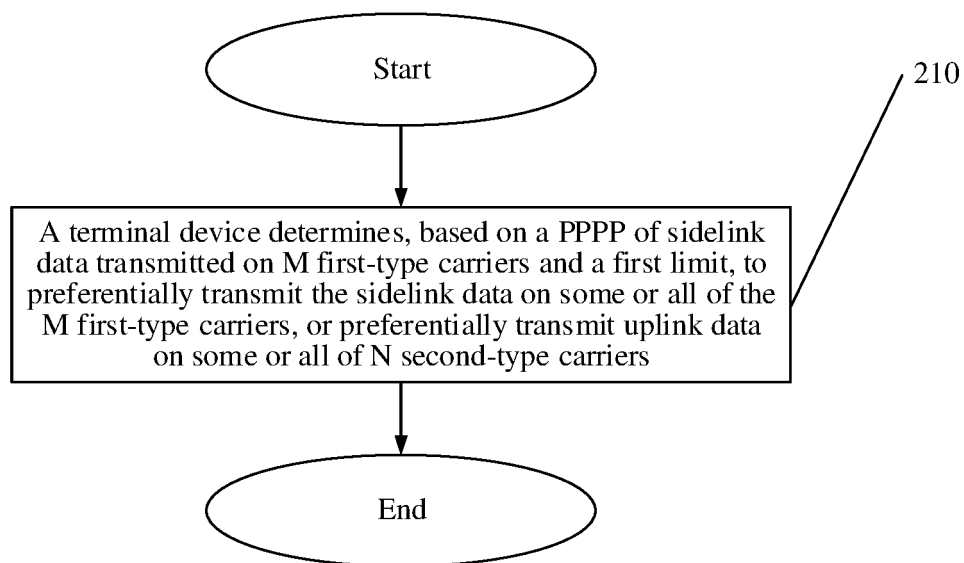 Start
210
A terminal device determines, based on a PPPP of sidelink
data transmitted on M first-type carriers and a first limit, to
preferentially transmit the sidelink data on some or all of the
M first-type carriers, or preferentially transmit uplink data
on some or all of N second-type carriers
End